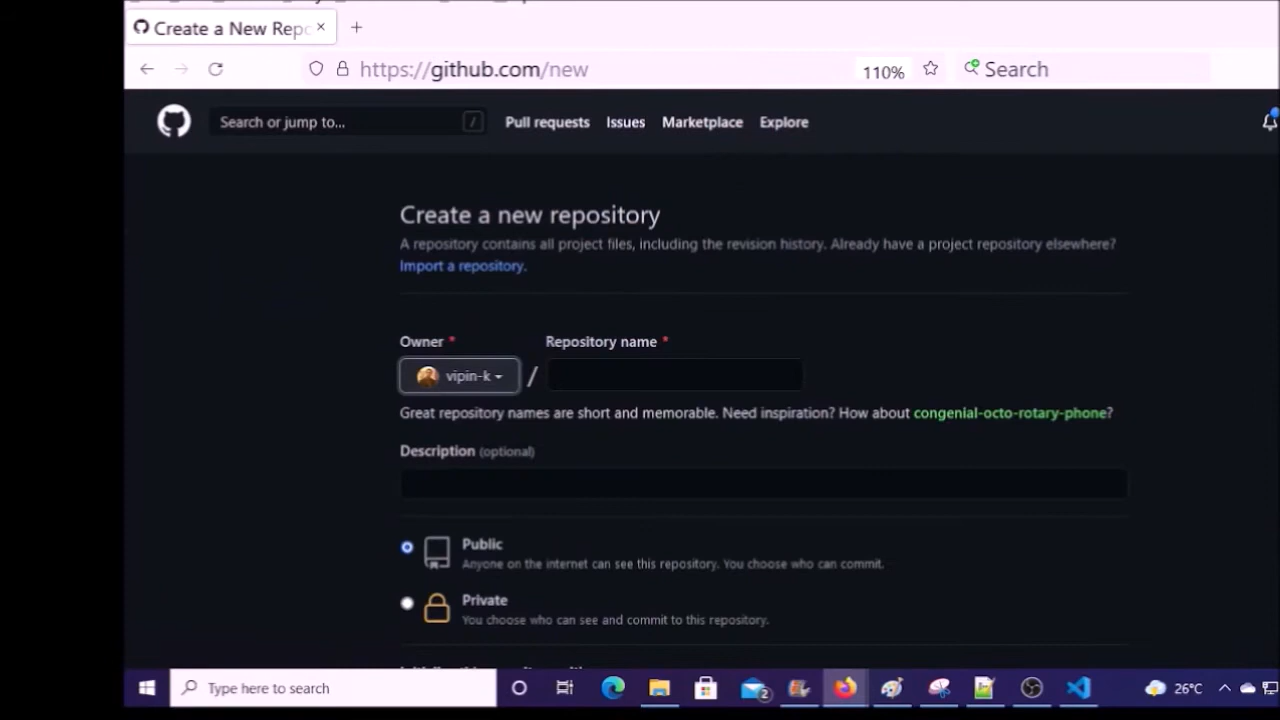 Create a New Repo
https://github.com/new
110%
Search
Search or jump to...
/
Pull requests
Issues
Marketplace
Explore
Create a new repository
A repository contains all project files, including the revision history. Already have a project repository elsewhere?
Import a repository.
Owner *
Repository name *
vipin-k
/
Great repository names are short and memorable. Need inspiration? How about congenial-octo-rotary-phone?
Description (optional)
Public
Anyone on the internet can see this repository. You choose who can commit.
Private
You choose who can see and commit to this repository.
Type here to search
2
26°C